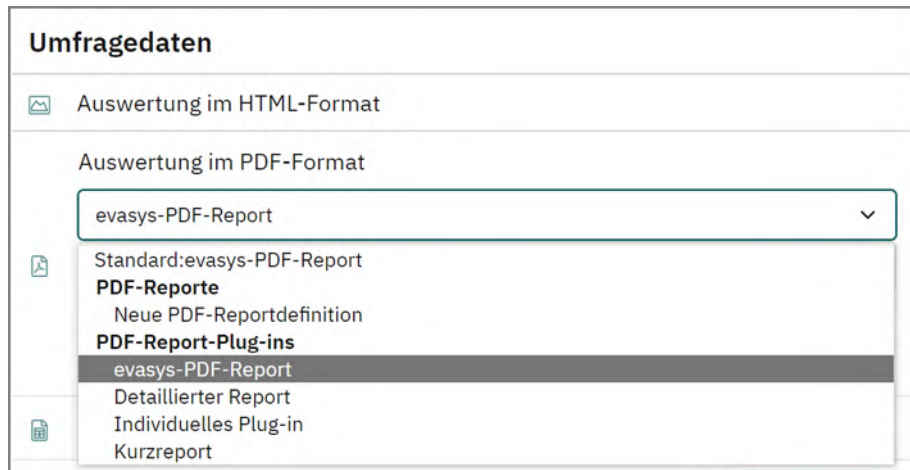 Umfragedaten
Auswertung im HTML-Format
Auswertung im PDF-Format
evasys-PDF-Report
Standard:evasys-PDF-Report
PDF-Reporte
Neue PDF-Reportdefinition
PDF-Report-Plug-ins
evasys-PDF-Report
Detaillierter Report
Individuelles Plug-in
Kurzreport